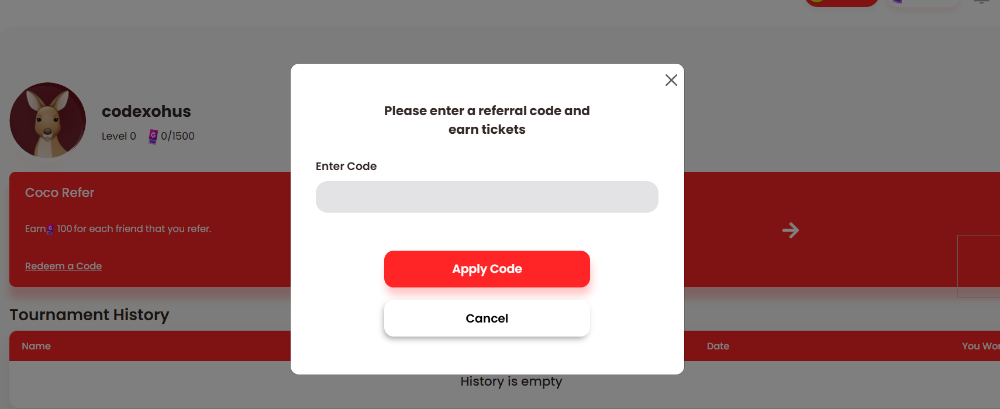 codexohus
Level 0 0/1500
Coco Refer
Earn 100 for each friend that you refer.
Redeem a Code
Please enter a referral code and
earn tickets
Enter Code
Apply Code
Cancel
Tournament History
Name Date You Wo
History is empty